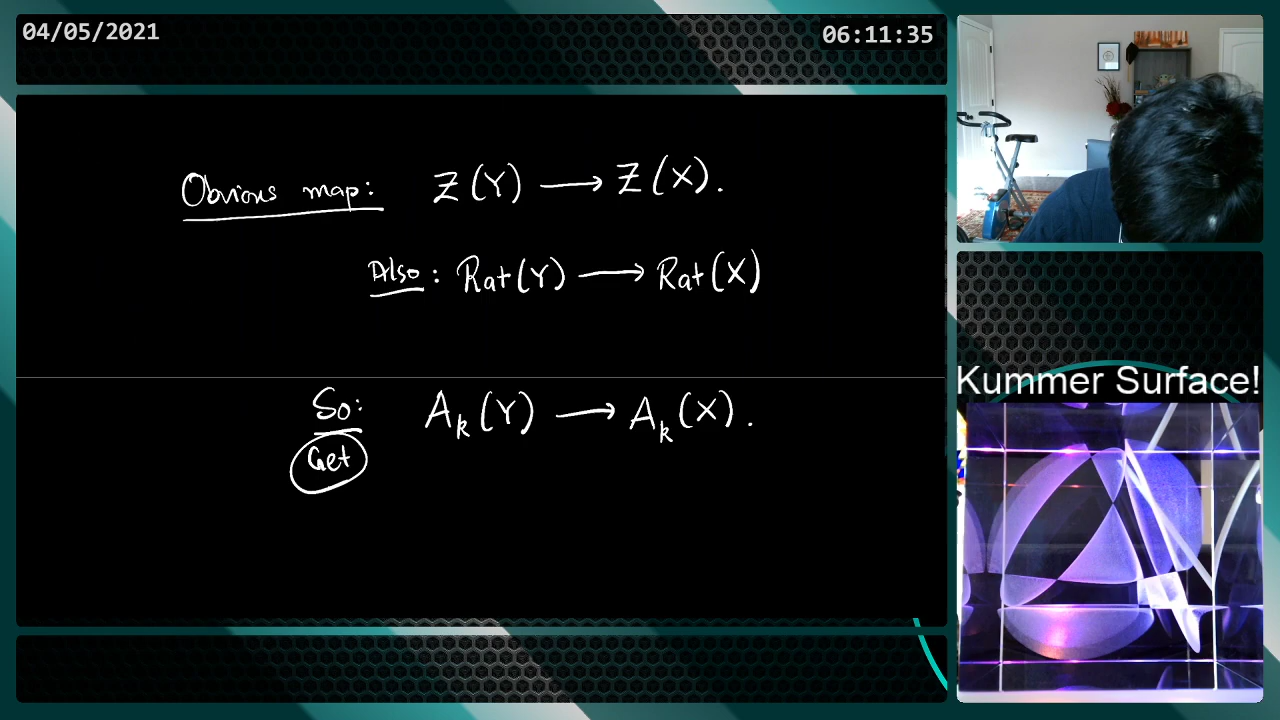 04/05/2021
06:11:35
Obvious map: Z(Y) ⟶ Z(X).
Also: Rat(Y) ⟶ Rat(X)
So: A_k(Y) ⟶ A_k(X).
Get
Kummer Surface!